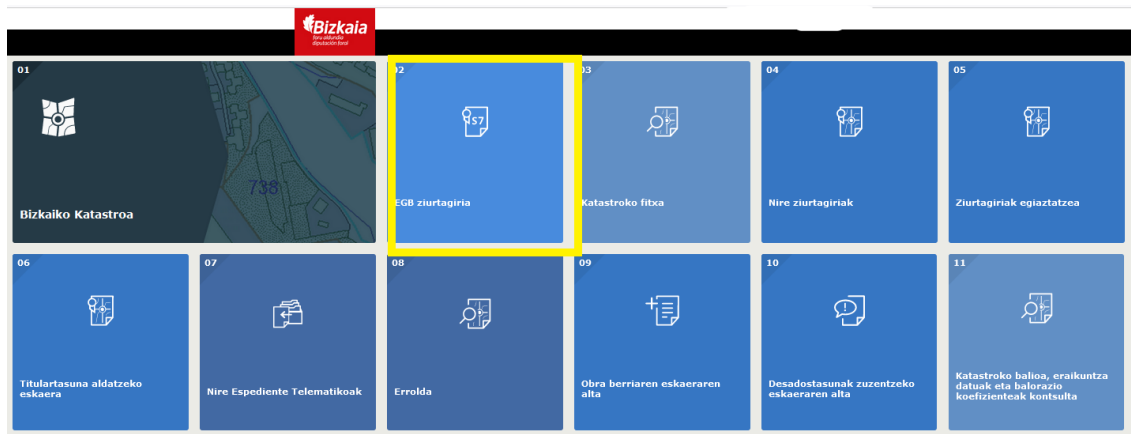 Bizkaia
foru aldundia
diputación foral
01
738
Bizkaiko Katastroa
02
S7
EGB ziurtagiria
03
Katastroko fitxa
04
Nire ziurtagiriak
05
Ziurtagiriak egiaztatzea
06
Titulartasuna aldatzeko
eskaera
07
Nire Espediente Telematikoak
08
Errolda
09
Obra berriaren eskaeraren
alta
10
Desadostasunak zuzentzeko
eskaeraren alta
11
Katastroko balioa, eraikuntza
datuak eta balorazio
koefizienteak kontsulta